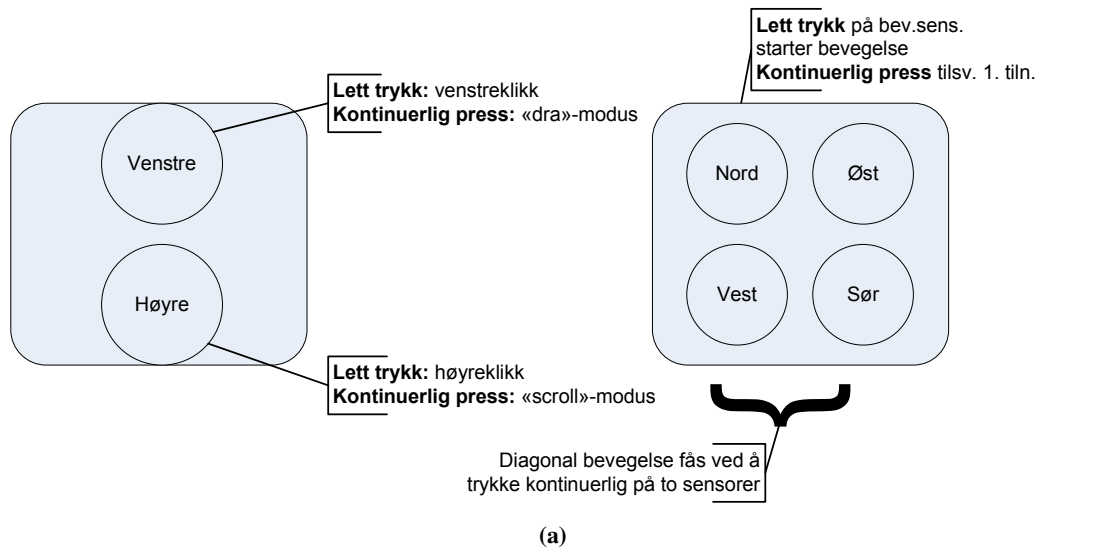 Lett trykk på bev.sens.
starter bevegelse
Kontinuerlig press tilsv. 1. tiln.
Lett trykk: venstreklikk
Kontinuerlig press: «dra»-modus
Venstre
Høyre
Nord
Øst
Vest
Sør
Lett trykk: høyreklikk
Kontinuerlig press: «scroll»-modus
Diagonal bevegelse fås ved å
trykke kontinuerlig på to sensorer
(a)